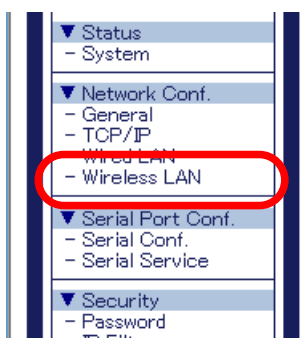 ▼ Status
- System
▼ Network Conf.
- General
- TCP/IP
- Wired LAN
- Wireless LAN
▼ Serial Port Conf.
- Serial Conf.
- Serial Service
▼ Security
- Password